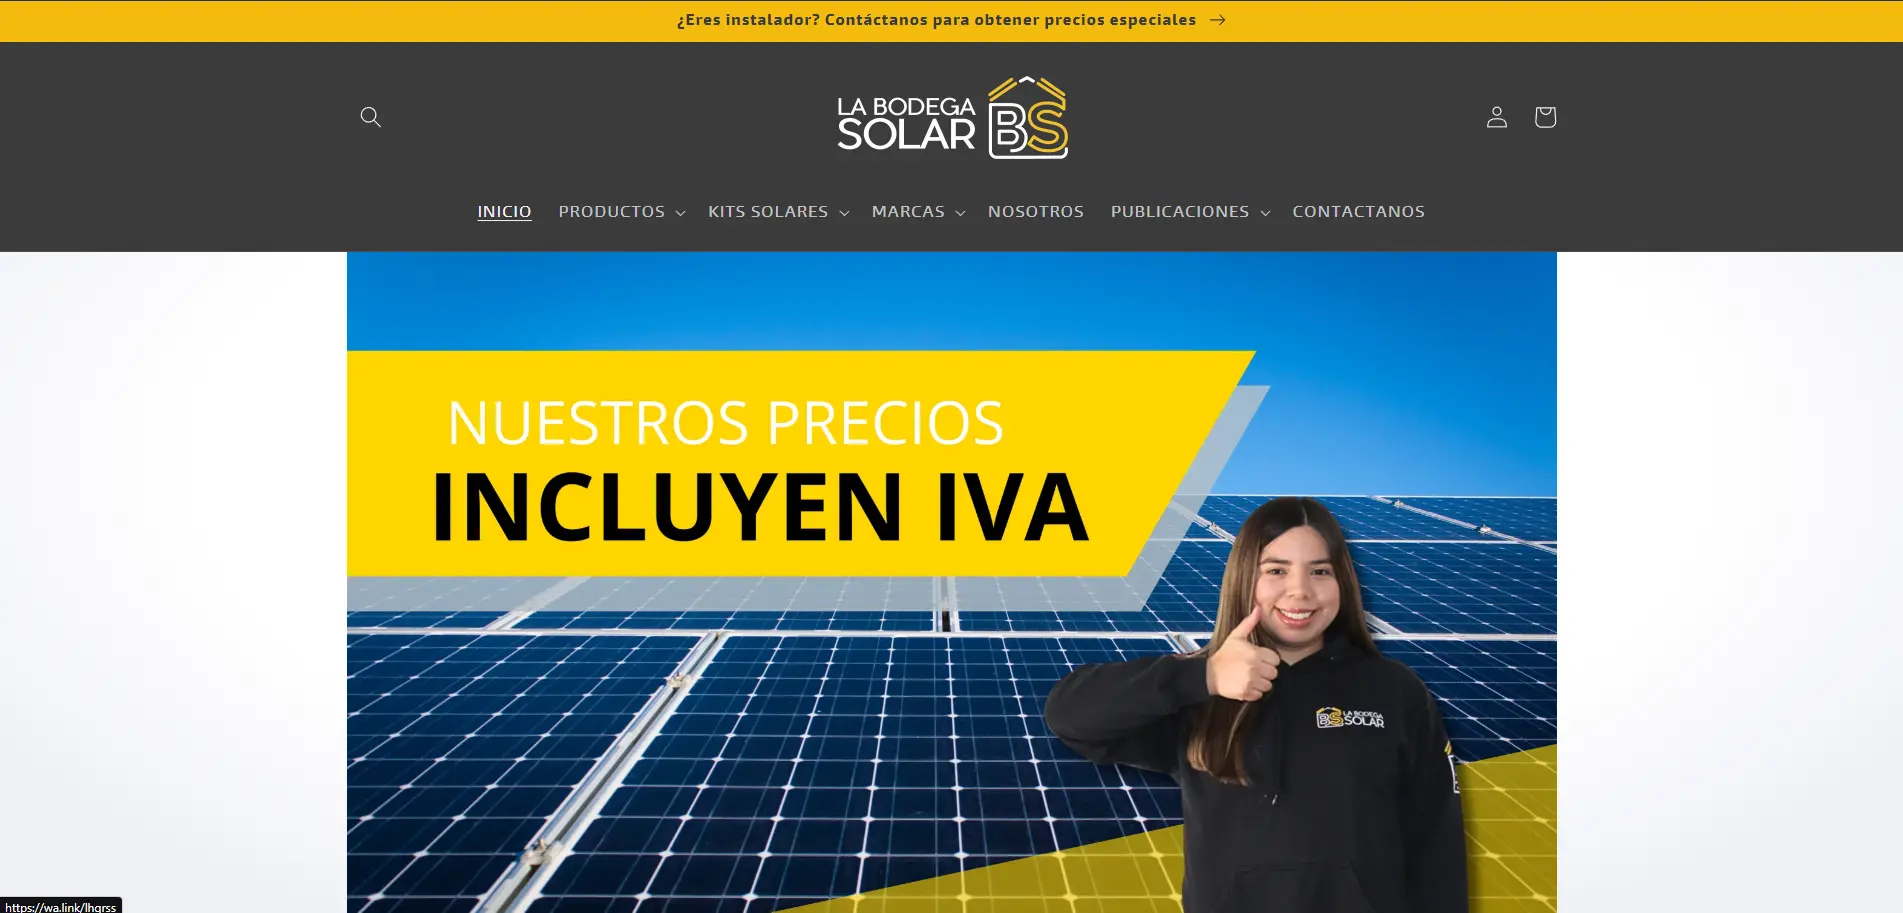 ¿Eres instalador? Contáctanos para obtener precios especiales
LA BODEGA
SOLAR
BS
INICIO PRODUCTOS KITS SOLARES MARCAS NOSOTROS PUBLICACIONES CONTACTANOS
NUESTROS PRECIOS
INCLUYEN IVA
BS LA BODEGA
SOLAR
https://wa.link/lhqrss